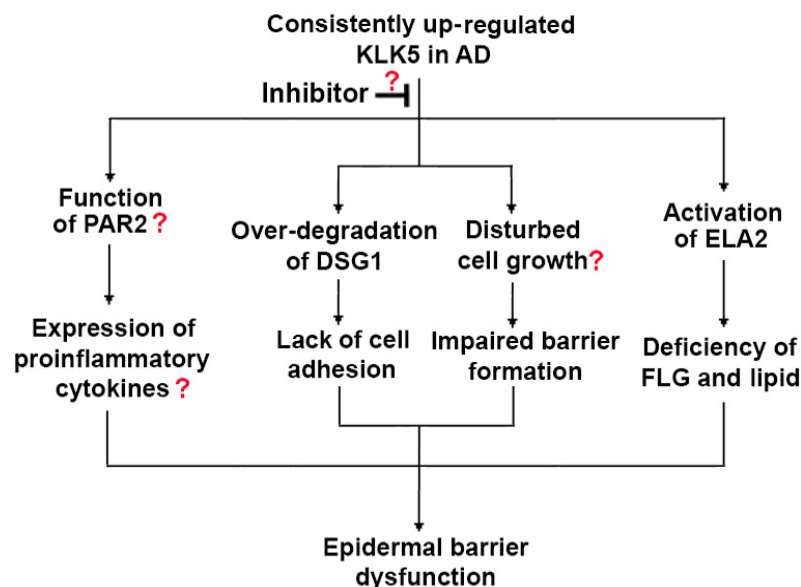 Consistently up-regulated
KLK5 in AD
?
Inhibitor
Function
of PAR2 ?
Expression of
proinflammatory
cytokines ?
Over-degradation
of DSG1
Lack of cell
adhesion
Disturbed
cell growth?
Impaired barrier
formation
Activation
of ELA2
Deficiency of
FLG and lipid
Epidermal barrier
dysfunction